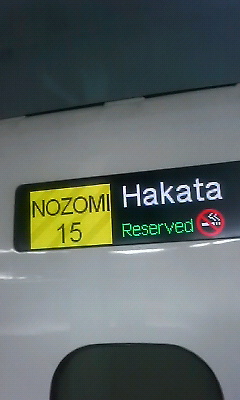 NOZOMI
15
Hakata
Reserved